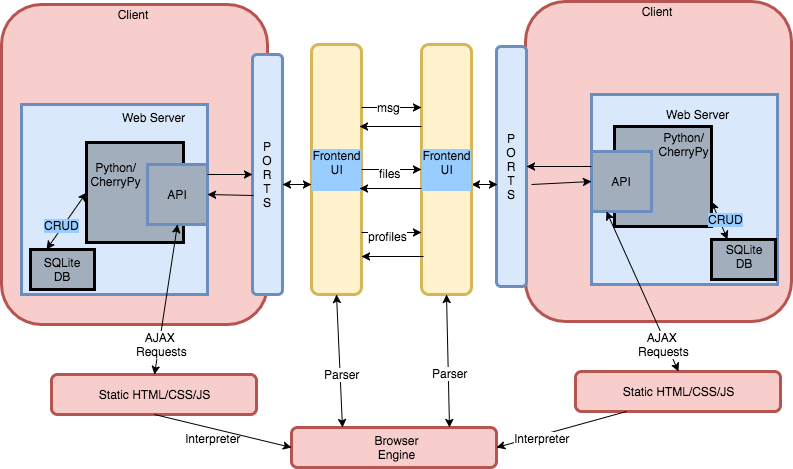 Client
Client
Web Server
Python/
CherryPy
API
CRUD
SQLite
DB
P
O
R
T
S
Frontend
UI
msg
files
profiles
Frontend
UI
P
O
R
T
S
Web Server
Python/
CherryPy
API
CRUD
SQLite
DB
AJAX
Requests
Parser
Parser
AJAX
Requests
Static HTML/CSS/JS
Static HTML/CSS/JS
Interpreter
Browser
Engine
Interpreter